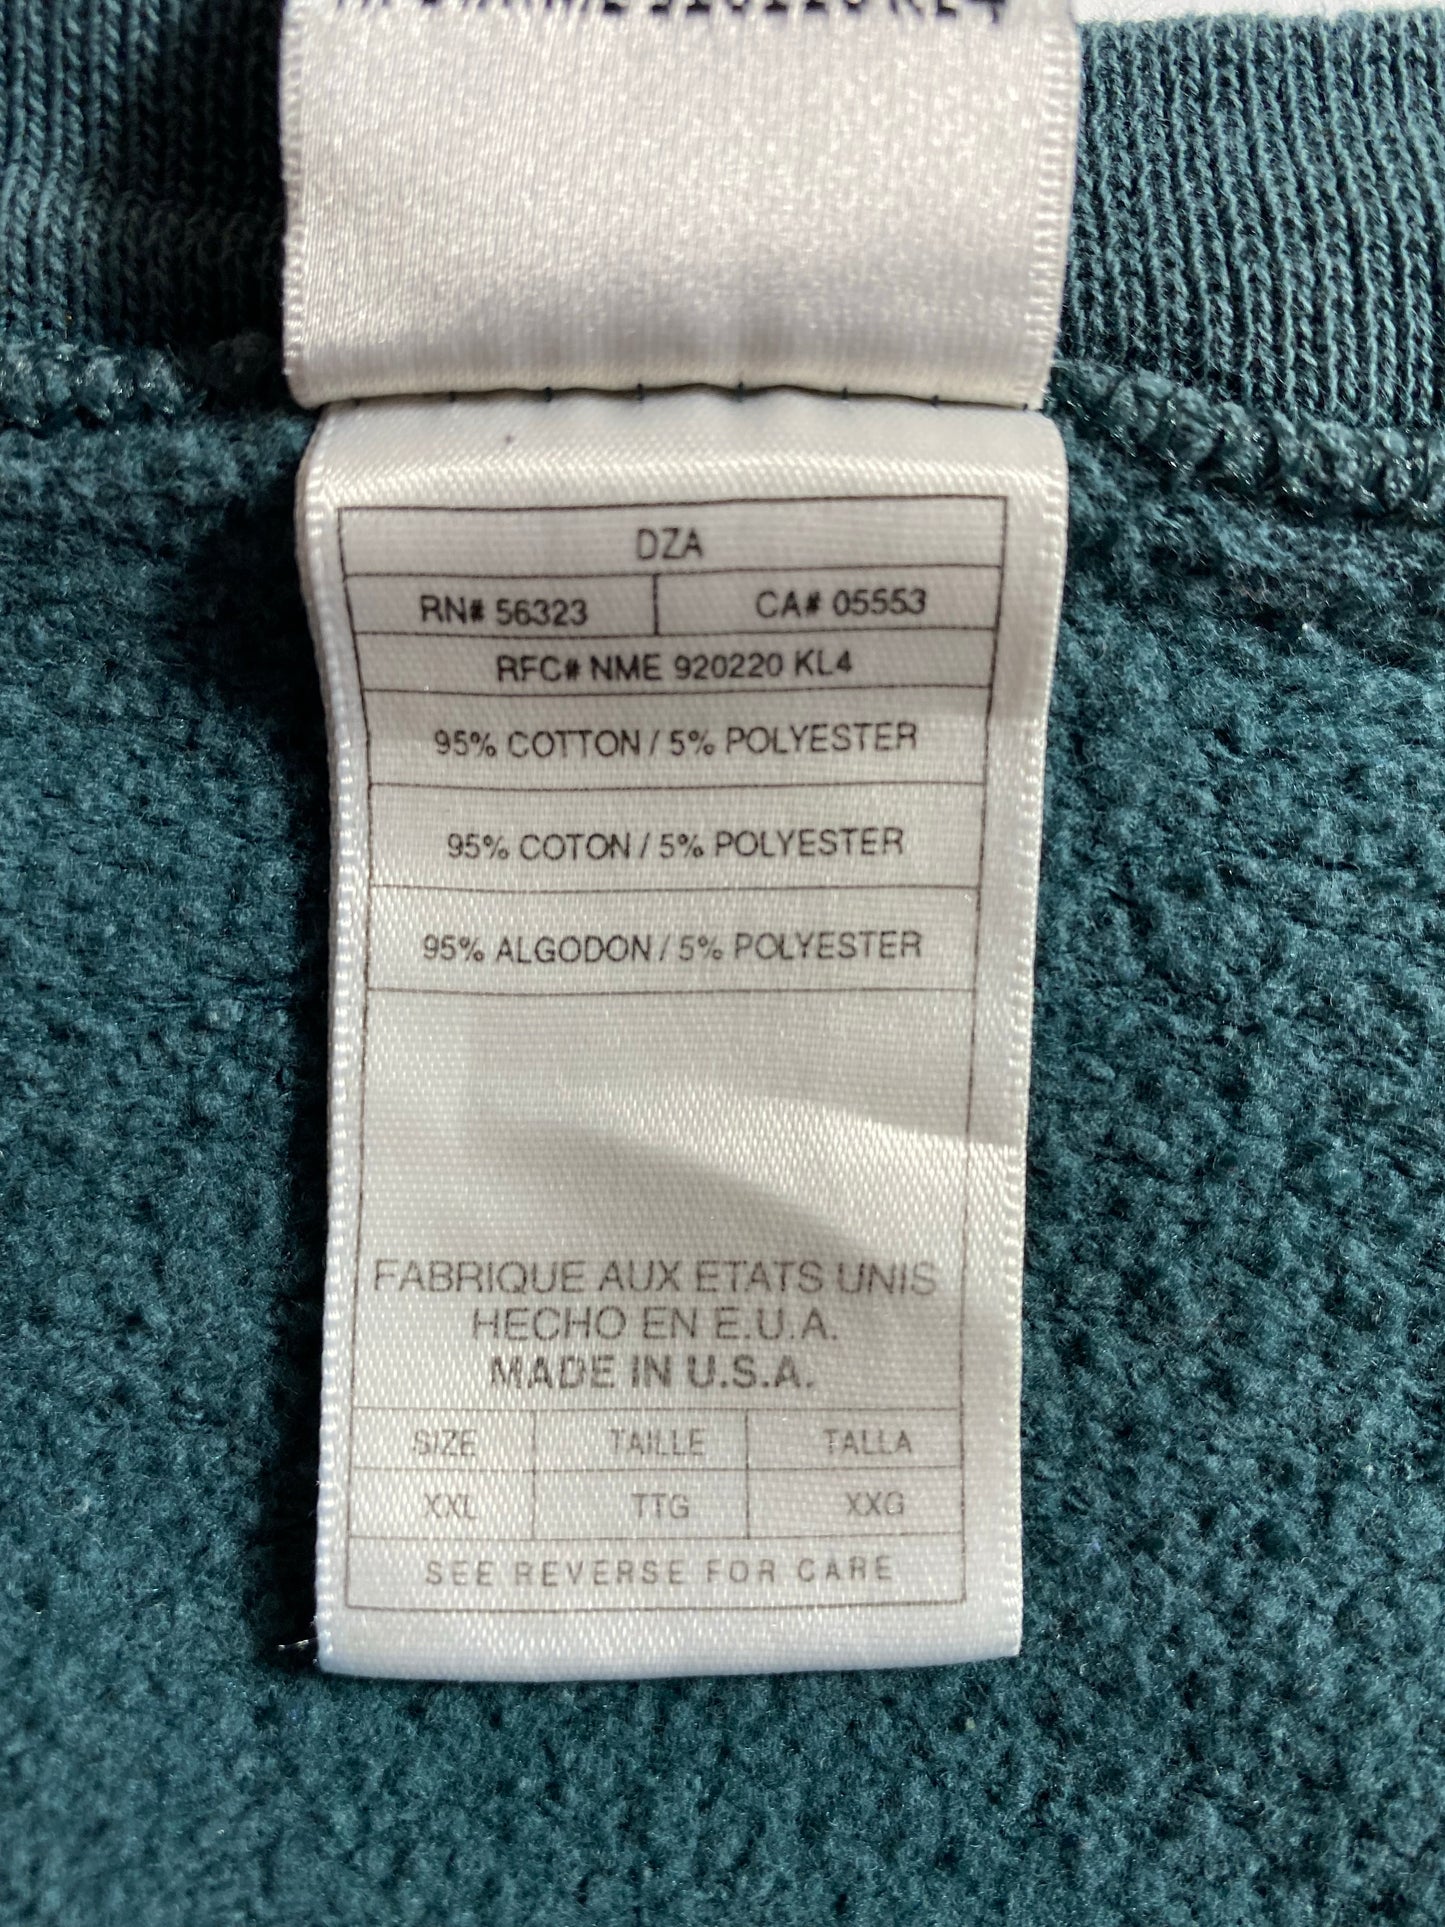 DZA
RN# 56323 CA# 05553
RFC# NME 920220 KL4
95% COTTON / 5% POLYESTER
95% COTON / 5% POLYESTER
95% ALGODON / 5% POLYESTER
FABRIQUE AUX ETATS UNIS
HECHO EN E.U.A.
MADE IN U.S.A.
SIZE TAILLE TALLA
XXL TTG XXG
SEE REVERSE FOR CARE